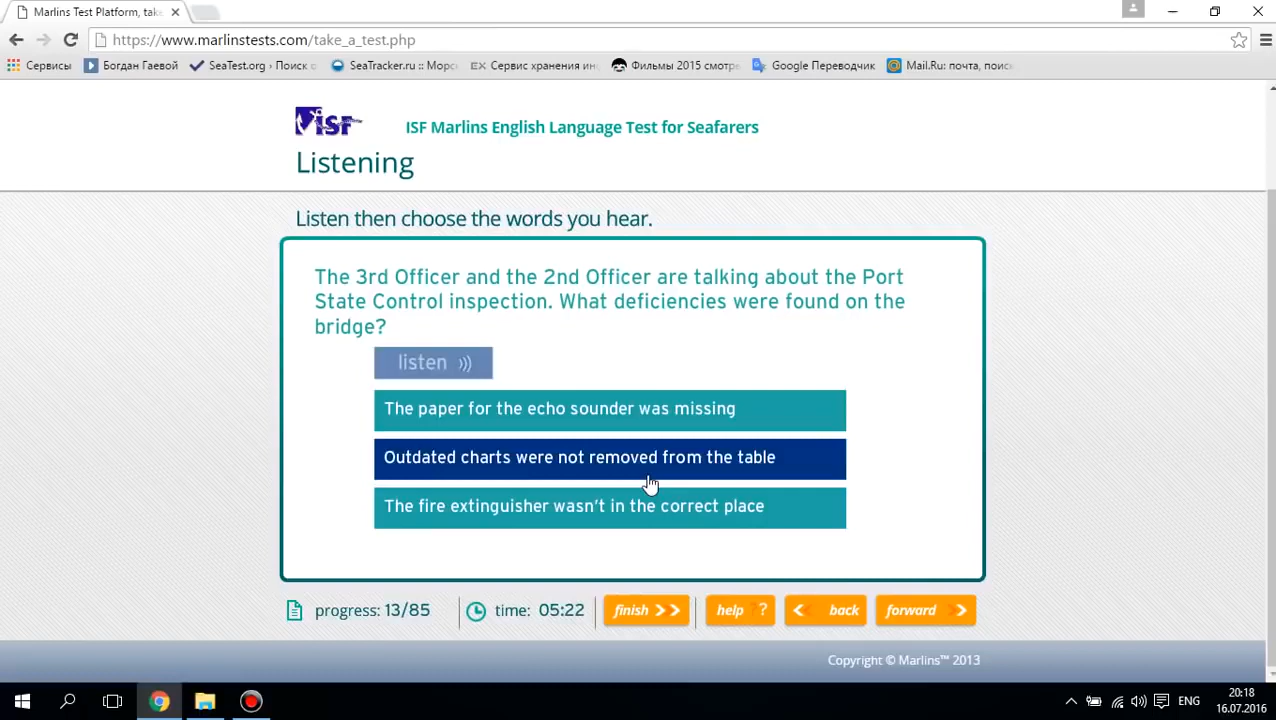 Marlins Test Platform, take
https://www.marlinstests.com/take_a_test.php
Сервисы
Богдан Гаевой
SeaTest.org › Поиск
SeaTracker.ru :: Морс
EX Сервис хранения
Фильмы 2015 смотре
Google Переводчик
Mail.Ru: почта, поиск
ISF
ISF Marlins English Language Test for Seafarers
Listening
Listen then choose the words you hear.
The 3rd Officer and the 2nd Officer are talking about the Port
State Control inspection. What deficiencies were found on the
bridge?
listen
The paper for the echo sounder was missing
Outdated charts were not removed from the table
The fire extinguisher wasn't in the correct place
progress: 13/85
time: 05:22
finish >>
help ?
< back
forward >
Copyright © Marlins™ 2013
ENG
20:18
16.07.2016